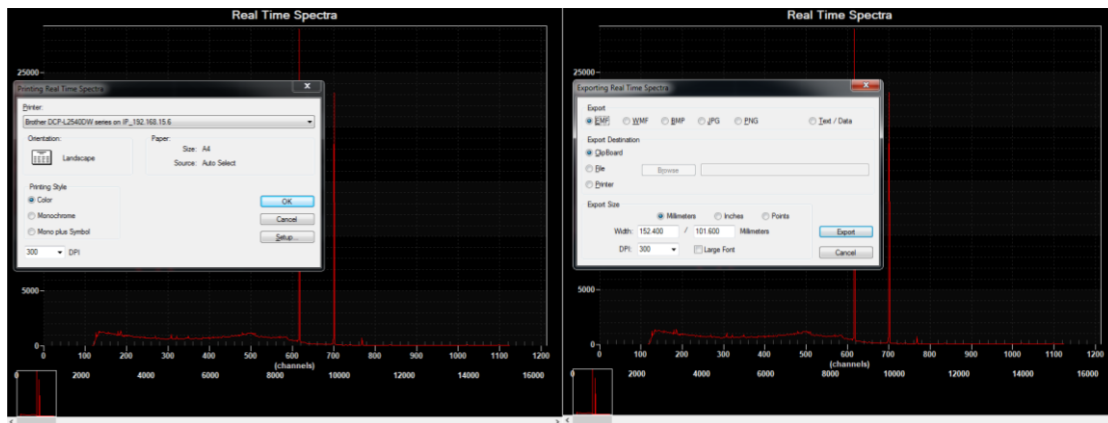 Real Time Spectra
25000
Printing Real Time Spectra
X
Printer:
Brother DCP-L2540DW series on IP_192.168.15.6
Orientation:
Landscape
Paper:
Size: A4
Source: Auto Select
Printing Style
Color
Monochrome
Mono plus Symbol
300 DPI
OK
Cancel
Setup...
5000
0
0 100 200 300 400 500 600 700 800 900 1000 1100 1200
(channels)
0 2000 4000 6000 8000 10000 12000 14000 16000
Real Time Spectra
25000
Exporting Real Time Spectra
X
Export
EMF WMF BMP JPG PNG Text / Data
Export Destination
ClipBoard
File Browse
Printer
Export Size
Millimeters Inches Points
Width: 152.400 / 101.600 Millimeters
DPI: 300 Large Font
Export
Cancel
5000
0
0 100 200 300 400 500 600 700 800 900 1000 1100 1200
(channels)
0 2000 4000 6000 8000 10000 12000 14000 16000